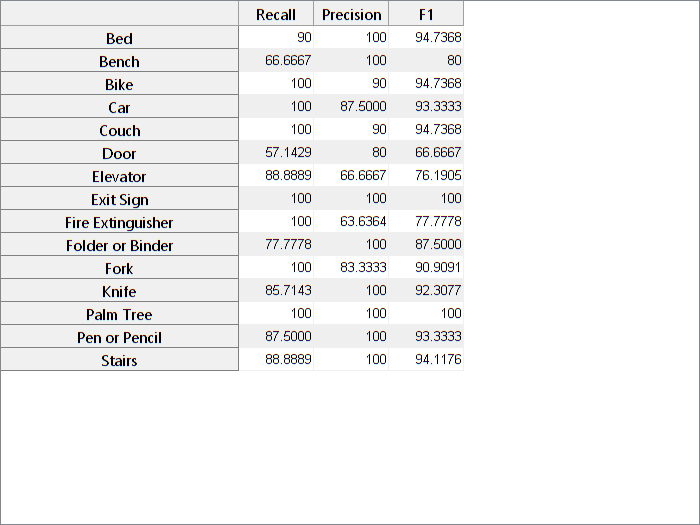 Recall Precision F1
Bed 90 100 94.7368
Bench 66.6667 100 80
Bike 100 90 94.7368
Car 100 87.5000 93.3333
Couch 100 90 94.7368
Door 57.1429 80 66.6667
Elevator 88.8889 66.6667 76.1905
Exit Sign 100 100 100
Fire Extinguisher 100 63.6364 77.7778
Folder or Binder 77.7778 100 87.5000
Fork 100 83.3333 90.9091
Knife 85.7143 100 92.3077
Palm Tree 100 100 100
Pen or Pencil 87.5000 100 93.3333
Stairs 88.8889 100 94.1176